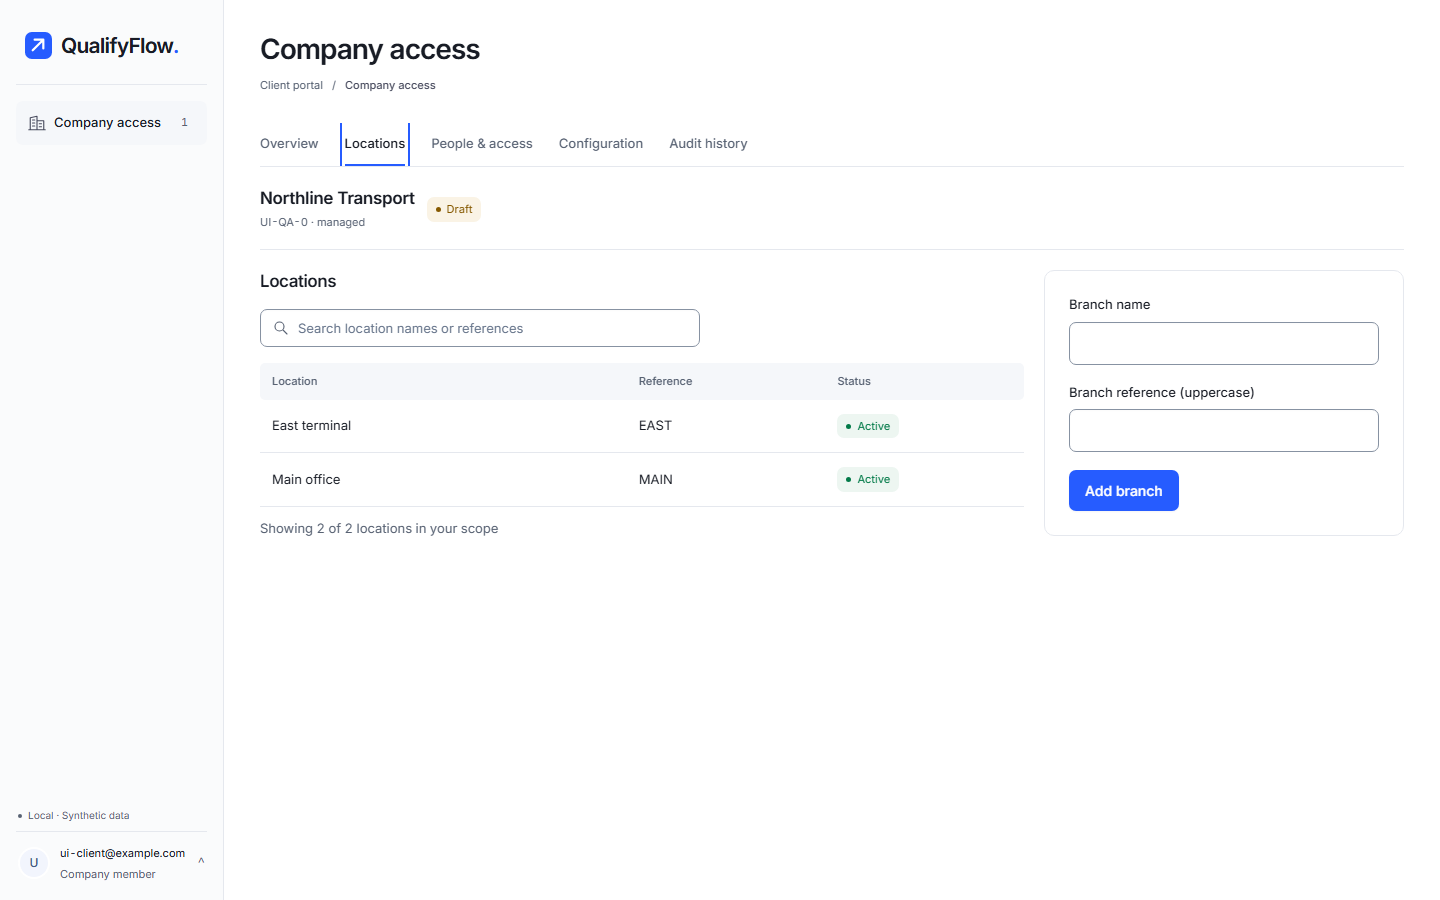 QualifyFlow.
Company access 1
Local · Synthetic data
U
ui-client@example.com ^
Company member
Company access
Client portal / Company access
Overview Locations People & access Configuration Audit history
Northline Transport
Draft
UI-QA-0 · managed
Locations
Search location names or references
Location Reference Status
East terminal EAST Active
Main office MAIN Active
Showing 2 of 2 locations in your scope
Branch name
Branch reference (uppercase)
Add branch